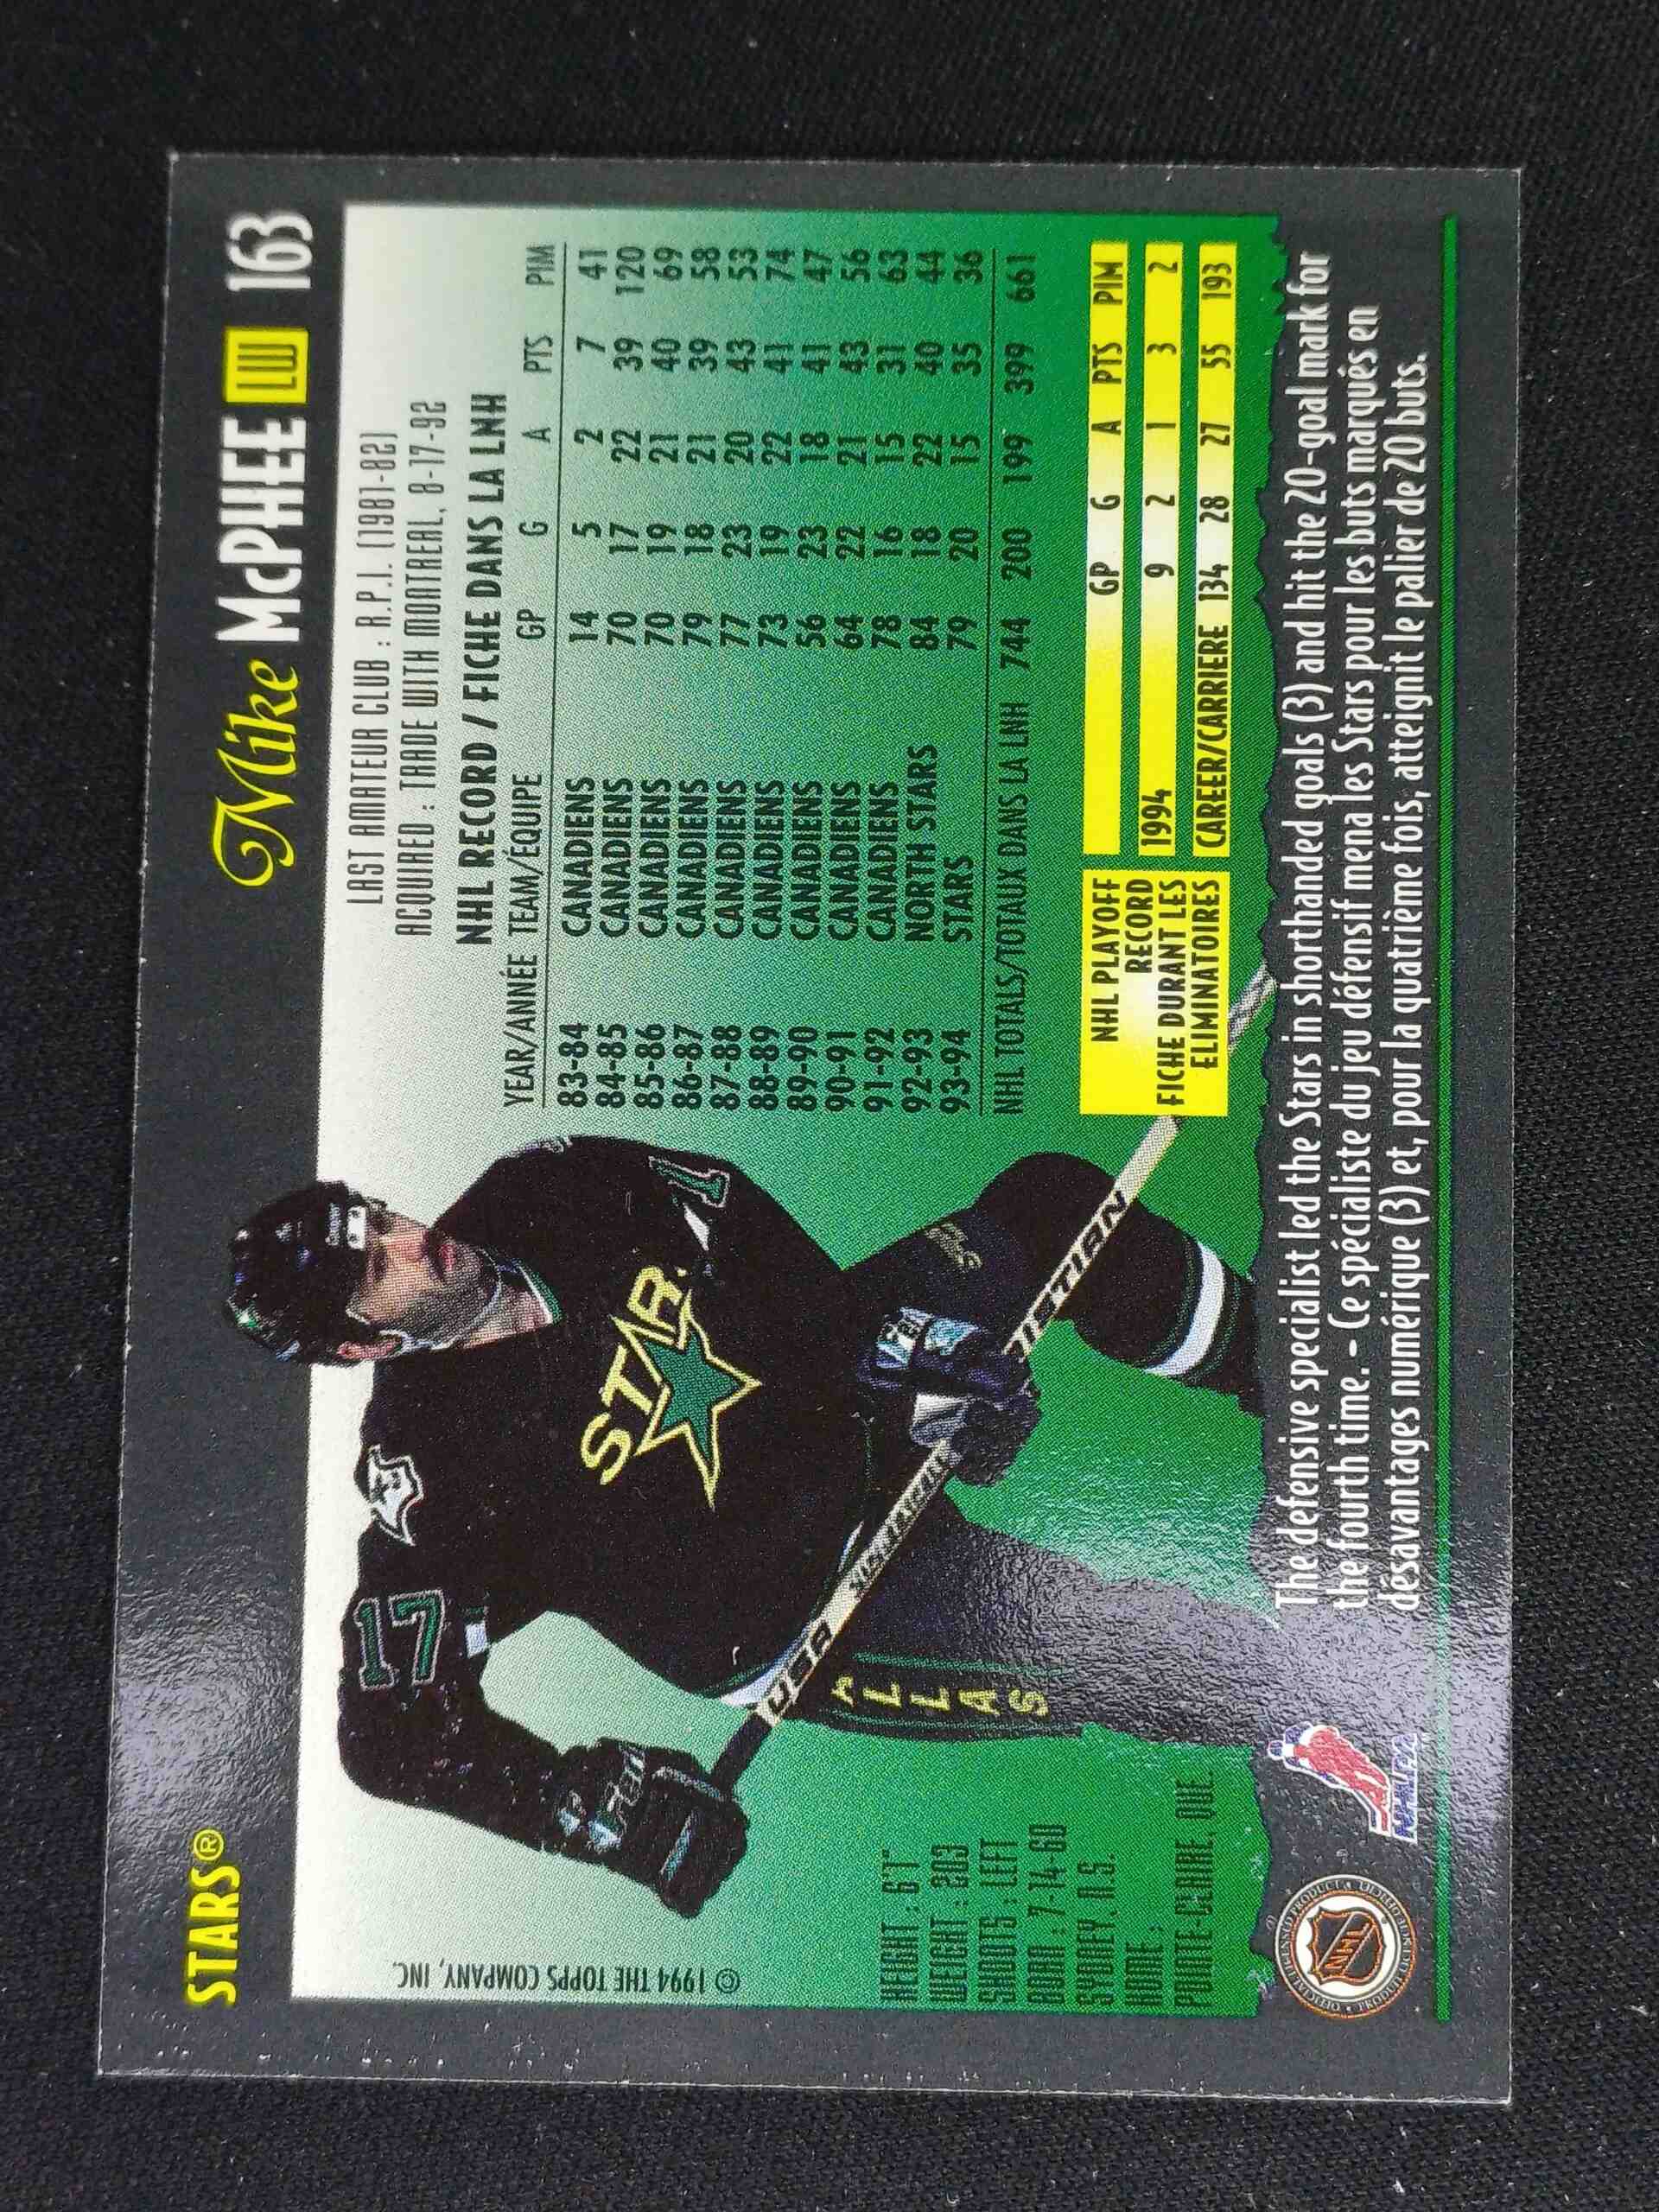 STARS®
Mike McPHEE LW 163
LAST AMATEUR CLUB : R.P.I. (1981-82)
ACQUIRED : TRADE WITH MONTREAL, 8-17-92
NHL RECORD / FICHE DANS LA LNH
YEAR/ANNÉE TEAM/ÉQUIPE GP G A PTS PIM
83-84 CANADIENS 14 5 2 7 41
84-85 CANADIENS 70 17 22 39 120
85-86 CANADIENS 70 19 21 40 69
86-87 CANADIENS 79 18 21 39 58
87-88 CANADIENS 77 23 20 43 53
88-89 CANADIENS 73 19 22 41 74
89-90 CANADIENS 56 23 18 41 47
90-91 CANADIENS 64 22 21 43 56
91-92 CANADIENS 78 16 15 31 63
92-93 NORTH STARS 84 18 22 40 44
93-94 STARS 79 20 15 35 36
NHL TOTALS/TOTAUX DANS LA LNH 744 200 199 399 661
NHL PLAYOFF
RECORD
FICHE DURANT LES
ELIMINATOIRES
GP G A PTS PIM
1994 9 2 1 3 2
CAREER/CARRIERE 134 28 27 55 193
© 1994 THE TOPPS COMPANY, INC.
HEIGHT : 6'1"
WEIGHT : 203
SHOTS : LEFT
BORN : 7-14-60
SYDNEY, N.S.
HOME :
POINTE-CLAIRE, QUE.
17
STAR
ALLAS
USA
The defensive specialist led the Stars in shorthanded goals (3) and hit the 20-goal mark for
the fourth time. – Ce spécialiste du jeu défensif mena les Stars pour les buts marqués en
désavantages numérique (3) et, pour la quatrième fois, atteignit le palier de 20 buts.
NHL
NHLPA